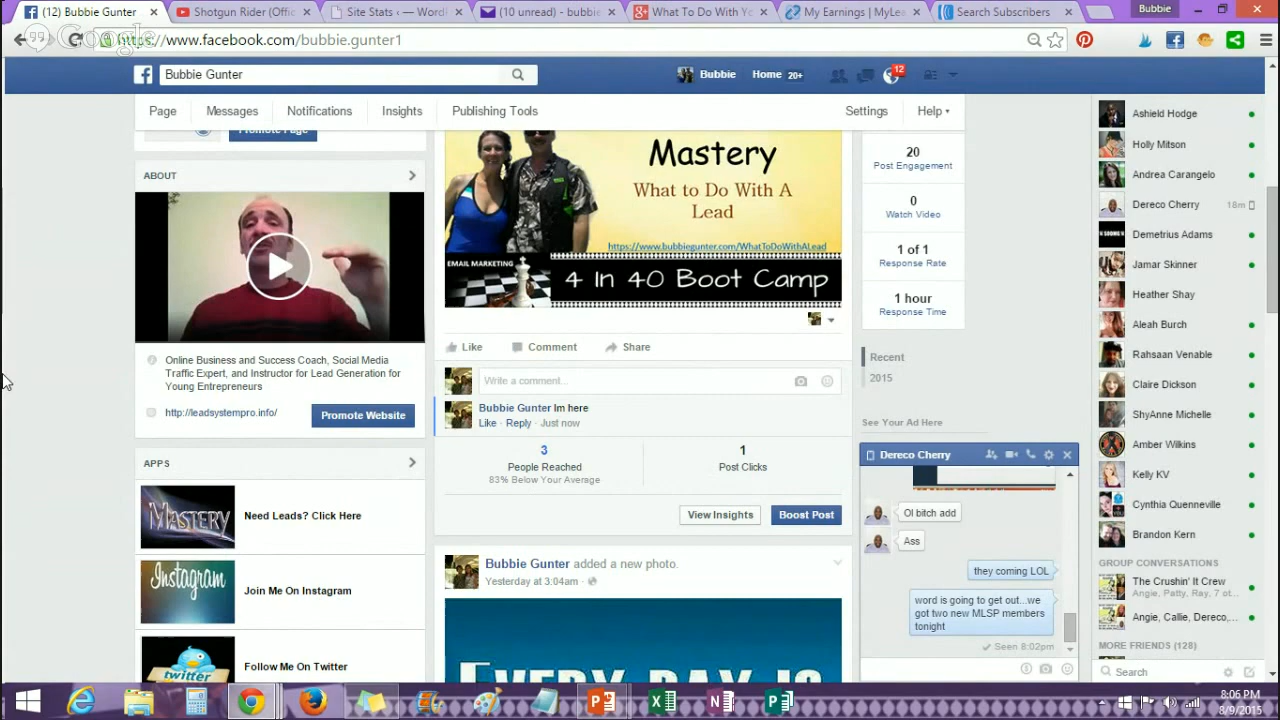 (12) Bubbie Gunter
Shotgun Rider (Offic
Site Stats ‹ — WordP
(10 unread) - bubbie
What To Do With Yo
My Earnings | MyLea
Search Subscribers
Bubbie
Google
https://www.facebook.com/bubbie.gunter1
Bubbie Gunter
Bubbie
Home 20+
12
Page
Messages
Notifications
Insights
Publishing Tools
Settings
Help
Promote Page
ABOUT
Online Business and Success Coach, Social Media
Traffic Expert, and Instructor for Lead Generation for
Young Entrepreneurs
http://leadsystempro.info/
Promote Website
APPS
MASTERY
Need Leads? Click Here
Instagram
Join Me On Instagram
twitter
Follow Me On Twitter
Mastery
What to Do With A
Lead
https://www.bubbiegunter.com/WhatToDoWithALead
EMAIL MARKETING
4 In 40 Boot Camp
Like
Comment
Share
Write a comment...
Bubbie Gunter Im here
Like · Reply · Just now
3
People Reached
83% Below Your Average
1
Post Clicks
View Insights
Boost Post
Bubbie Gunter added a new photo.
Yesterday at 3:04am ·
EVERY DAY IS
20
Post Engagement
0
Watch Video
1 of 1
Response Rate
1 hour
Response Time
Recent
2015
See Your Ad Here
Dereco Cherry
Ol bitch add
Ass
they coming LOL
word is going to get out...we
got two new MLSP members
tonight
Seen 8:02pm
Ashield Hodge
Holly Mitson
Andrea Carangelo
Dereco Cherry 18m
Demetrius Adams
Jamar Skinner
Heather Shay
Aleah Burch
Rahsaan Venable
Claire Dickson
ShyAnne Michelle
Amber Wilkins
Kelly KV
Cynthia Quenneville
Brandon Kern
GROUP CONVERSATIONS
The Crushin' It Crew
Angie, Patty, Ray, 7 ot...
Angie, Callie, Dereco,...
MORE FRIENDS (128)
Search
8:06 PM
8/9/2015